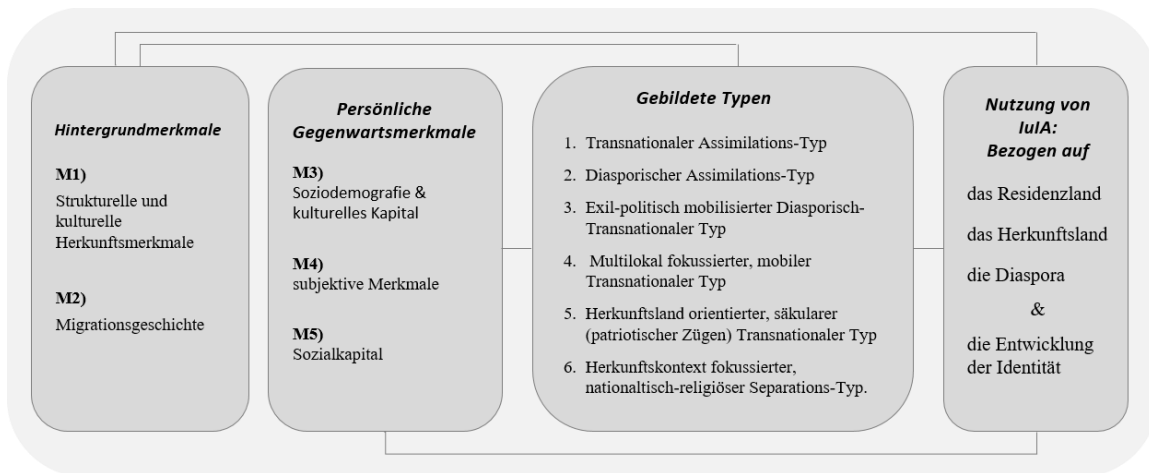 Hintergrundmerkmale
M1)
Strukturelle und
kulturelle
Herkunftsmerkmale
M2)
Migrationsgeschichte
Persönliche
Gegenwartsmerkmale
M3)
Soziodemografie &
kulturelles Kapital
M4)
subjektive Merkmale
M5)
Sozialkapital
Gebildete Typen
1. Transnationaler Assimilations-Typ
2. Diasporischer Assimilations-Typ
3. Exil-politisch mobilisierter Diasporisch-
Transnationaler Typ
4. Multilokal fokussierter, mobiler
Transnationaler Typ
5. Herkunftsland orientierter, säkularer
(patriotischer Zügen) Transnationaler Typ
6. Herkunftskontext fokussierter,
nationaltisch-religiöser Separations-Typ.
Nutzung von
IuIA:
Bezogen auf
das Residenzland
das Herkunftsland
die Diaspora
&
die Entwicklung
der Identität